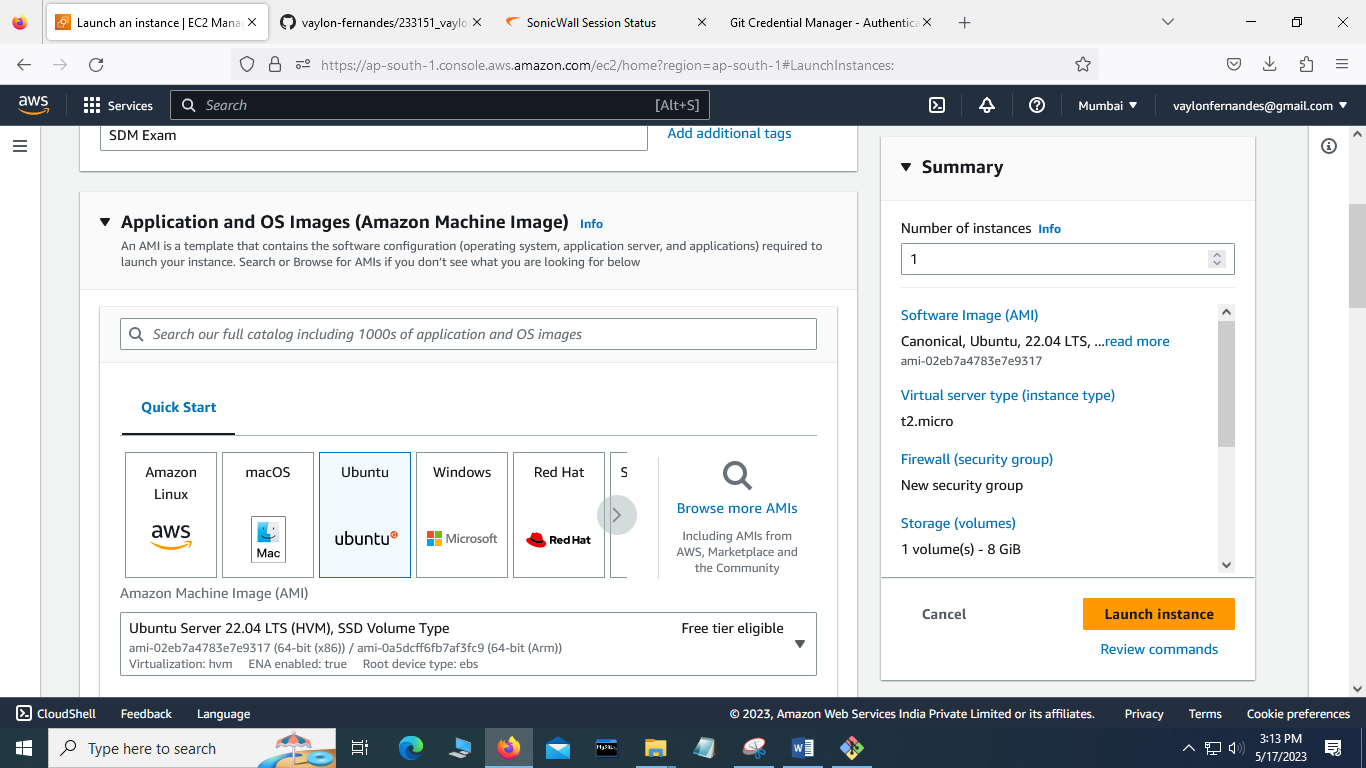 Launch an instance | EC2 Mana
vaylon-fernandes/233151_vaylo
SonicWall Session Status
Git Credential Manager - Authentica
https://ap-south-1.console.aws.amazon.com/ec2/home?region=ap-south-1#LaunchInstances:
aws
Services
Search
[Alt+S]
Mumbai
vaylonfernandes@gmail.com
SDM Exam
Add additional tags
Application and OS Images (Amazon Machine Image) Info
An AMI is a template that contains the software configuration (operating system, application server, and applications) required to
launch your instance. Search or Browse for AMIs if you don't see what you are looking for below
Search our full catalog including 1000s of application and OS images
Quick Start
Amazon
Linux
aws
macOS
Mac
Ubuntu
ubuntu
Windows
Microsoft
Red Hat
Red Hat
S
Browse more AMIs
Including AMIs from
AWS, Marketplace and
the Community
Amazon Machine Image (AMI)
Ubuntu Server 22.04 LTS (HVM), SSD Volume Type
Free tier eligible
ami-02eb7a4783e7e9317 (64-bit (x86)) / ami-0a5dcff6fb7af3fc9 (64-bit (Arm))
Virtualization: hvm ENA enabled: true Root device type: ebs
Summary
Number of instances Info
1
Software Image (AMI)
Canonical, Ubuntu, 22.04 LTS, ...read more
ami-02eb7a4783e7e9317
Virtual server type (instance type)
t2.micro
Firewall (security group)
New security group
Storage (volumes)
1 volume(s) - 8 GiB
Cancel
Launch instance
Review commands
CloudShell
Feedback
Language
© 2023, Amazon Web Services India Private Limited or its affiliates.
Privacy
Terms
Cookie preferences
Type here to search
MySQL
W
3:13 PM
5/17/2023